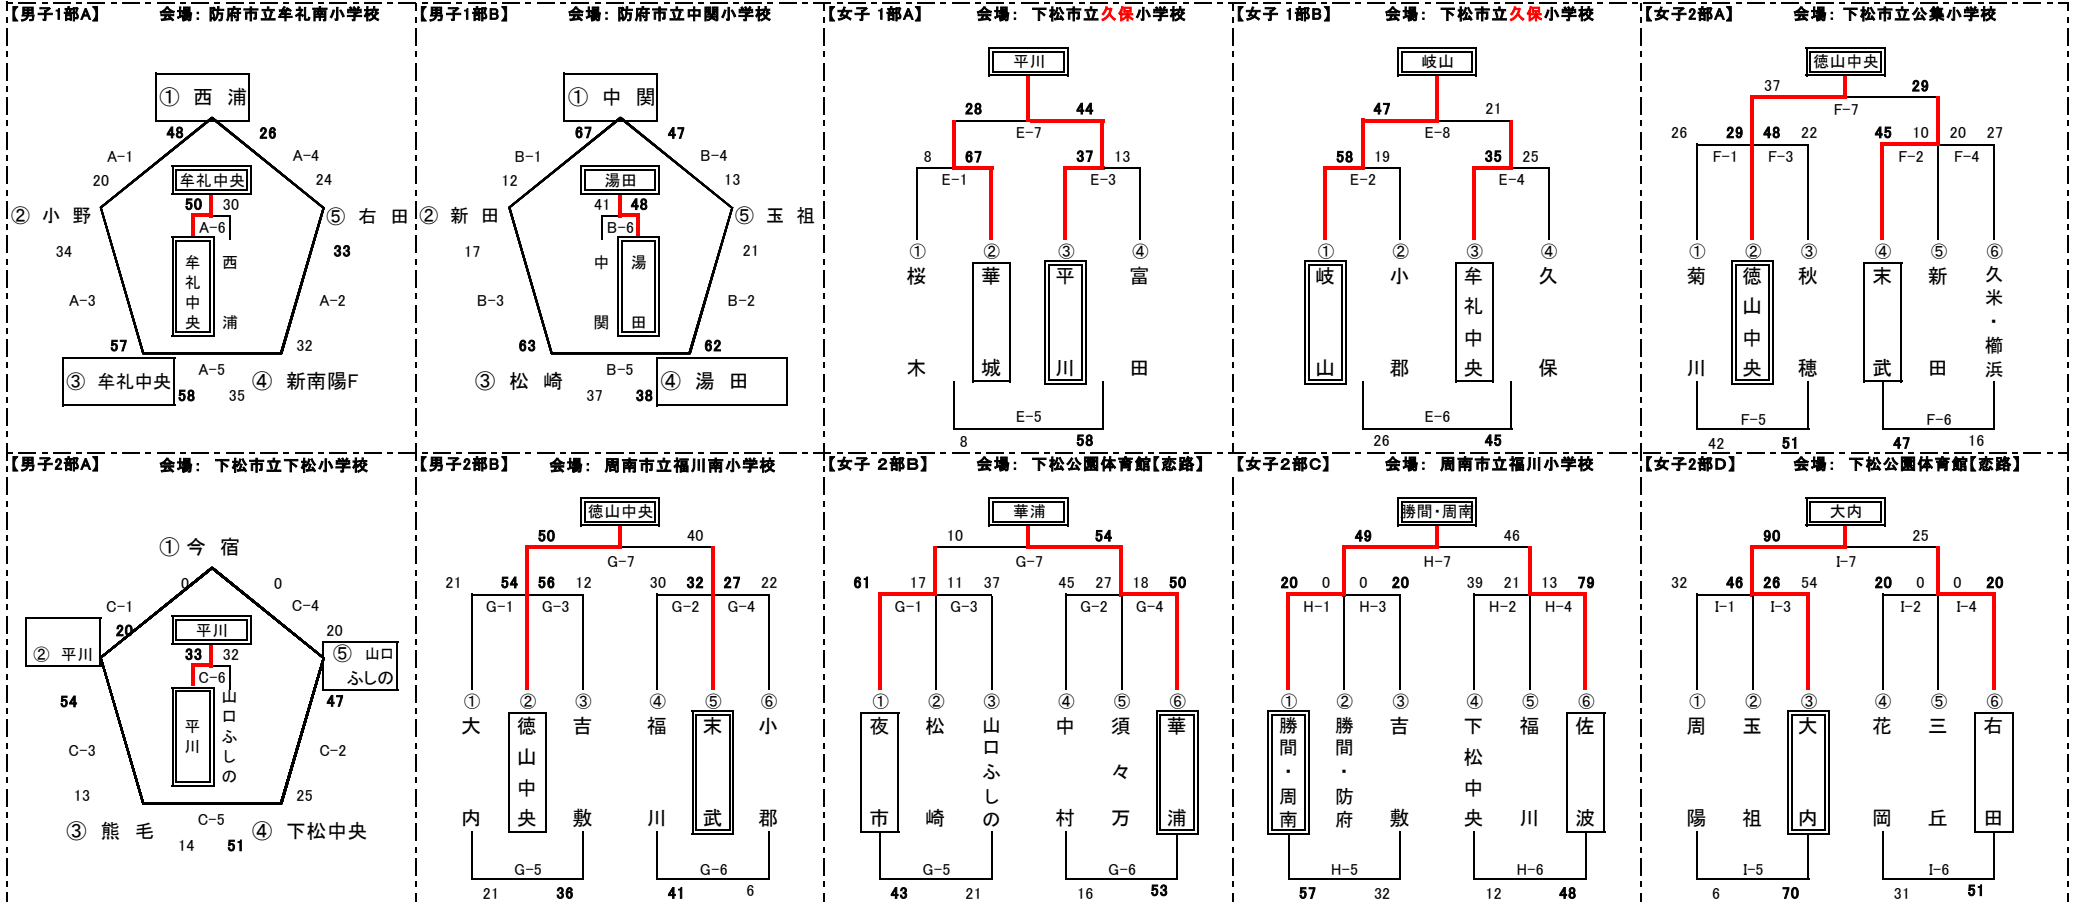 【男子1部A】 会場: 防府市立牟礼南小学校
① 西 浦
48 26
A-1 A-4
20 24
牟礼中央
50 30
A-6
② 小 野
⑤ 右 田
34 33
牟礼中央
西浦
A-3 A-2
57 32
A-5
③ 牟礼中央
④ 新南陽F
58 35
【男子1部B】 会場: 防府市立中関小学校
① 中 関
67 47
B-1 B-4
12 13
湯田
41 48
B-6
② 新 田
⑤ 玉 祖
17 21
中関
湯田
B-3 B-2
63 62
B-5
③ 松 崎
④ 湯 田
37 38
【女子 1部A】 会場: 下松市立久保小学校
平川
28 44
E-7
8 67 37 13
E-1 E-3
① ② ③ ④
桜木
華城
平川
富田
E-5
8 58
【女子 1部B】 会場: 下松市立久保小学校
岐山
47 21
E-8
58 19 35 25
E-2 E-4
① ② ③ ④
岐山
小郡
牟礼中央
久保
E-6
26 45
【女子2部A】 会場: 下松市立公集小学校
徳山中央
37 29
F-7
26 29 48 22 45 10 20 27
F-1 F-3 F-2 F-4
① ② ③ ④ ⑤ ⑥
菊川
徳山中央
秋穂
末武
新田
久米・櫛浜
F-5 F-6
42 51 47 16
【男子2部A】 会場: 下松市立下松小学校
① 今 宿
0 0
C-1 C-4
20 20
平川
33 32
C-6
② 平川
⑤ 山口
ふしの
54 47
平川
山口ふしの
C-3 C-2
13 25
C-5
③ 熊 毛
④ 下松中央
14 51
【男子2部B】 会場: 周南市立福川南小学校
徳山中央
50 40
G-7
21 54 56 12 30 32 27 22
G-1 G-3 G-2 G-4
① ② ③ ④ ⑤ ⑥
大内
徳山中央
吉敷
福川
末武
小郡
G-5 G-6
21 36 41 6
【女子 2部B】 会場: 下松公園体育館【恋路】
華浦
10 54
G-7
61 17 11 37 45 27 18 50
G-1 G-3 G-2 G-4
① ② ③ ④ ⑤ ⑥
夜市
松崎
山口ふしの
中村
須々万
華浦
G-5 G-6
43 21 16 53
【女子2部C】 会場: 周南市立福川小学校
勝間・周南
49 46
H-7
20 0 0 20 39 21 13 79
H-1 H-3 H-2 H-4
① ② ③ ④ ⑤ ⑥
勝間・周南
勝間・防府
吉敷
下松中央
福川
佐波
H-5 H-6
57 32 12 48
【女子2部D】 会場: 下松公園体育館【恋路】
大内
90 25
I-7
32 46 26 54 20 0 0 20
I-1 I-3 I-2 I-4
① ② ③ ④ ⑤ ⑥
周陽
玉祖
大内
花岡
三丘
右田
I-5 I-6
6 70 31 51